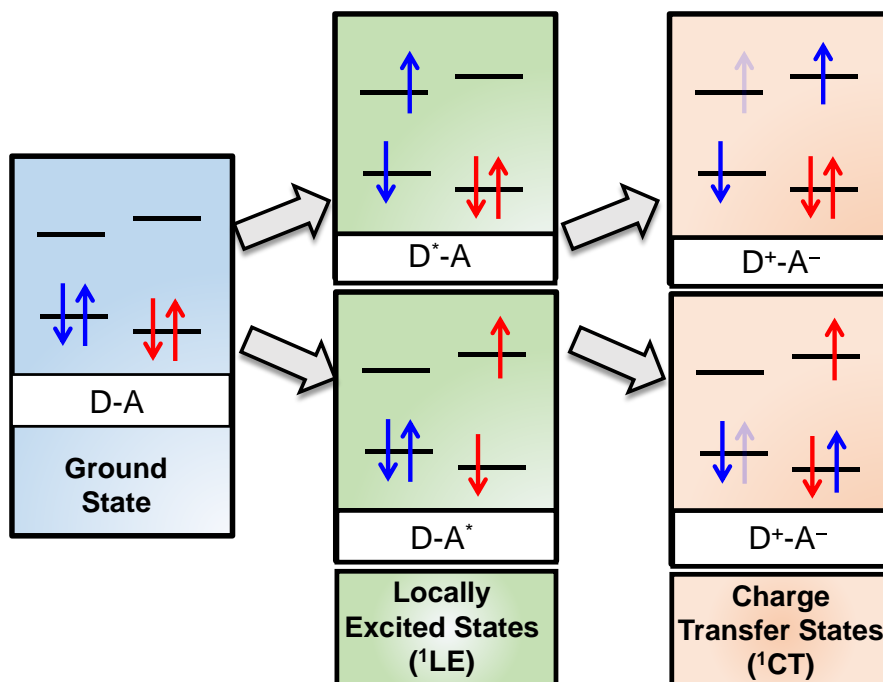 D-A
Ground
State
D*-A
D-A*
Locally
Excited States
(¹LE)
D⁺-A⁻
D⁺-A⁻
Charge
Transfer States
(¹CT)